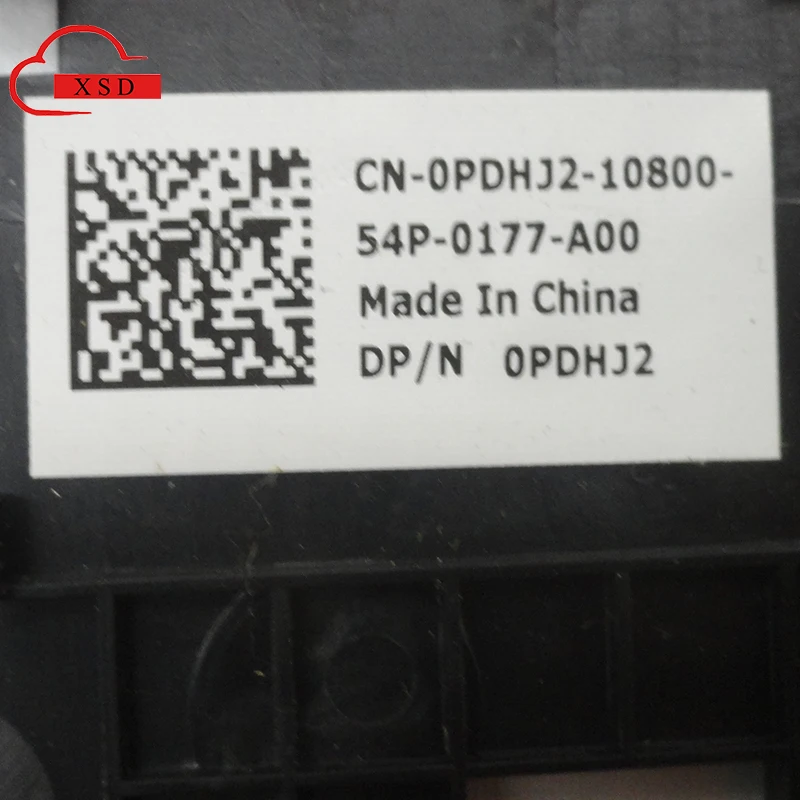 XSD
CN-0PDHJ2-10800-
54P-0177-A00
Made In China
DP/N 0PDHJ2